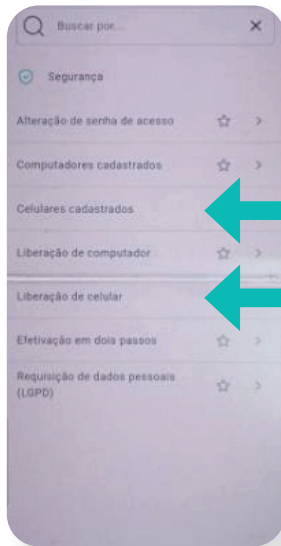 Buscar por...
Segurança
Alteração de senha de acesso
Computadores cadastrados
Celulares cadastrados
Liberação de computador
Liberação de celular
Efetivação em dois passos
Requisição de dados pessoais
(LGPD)